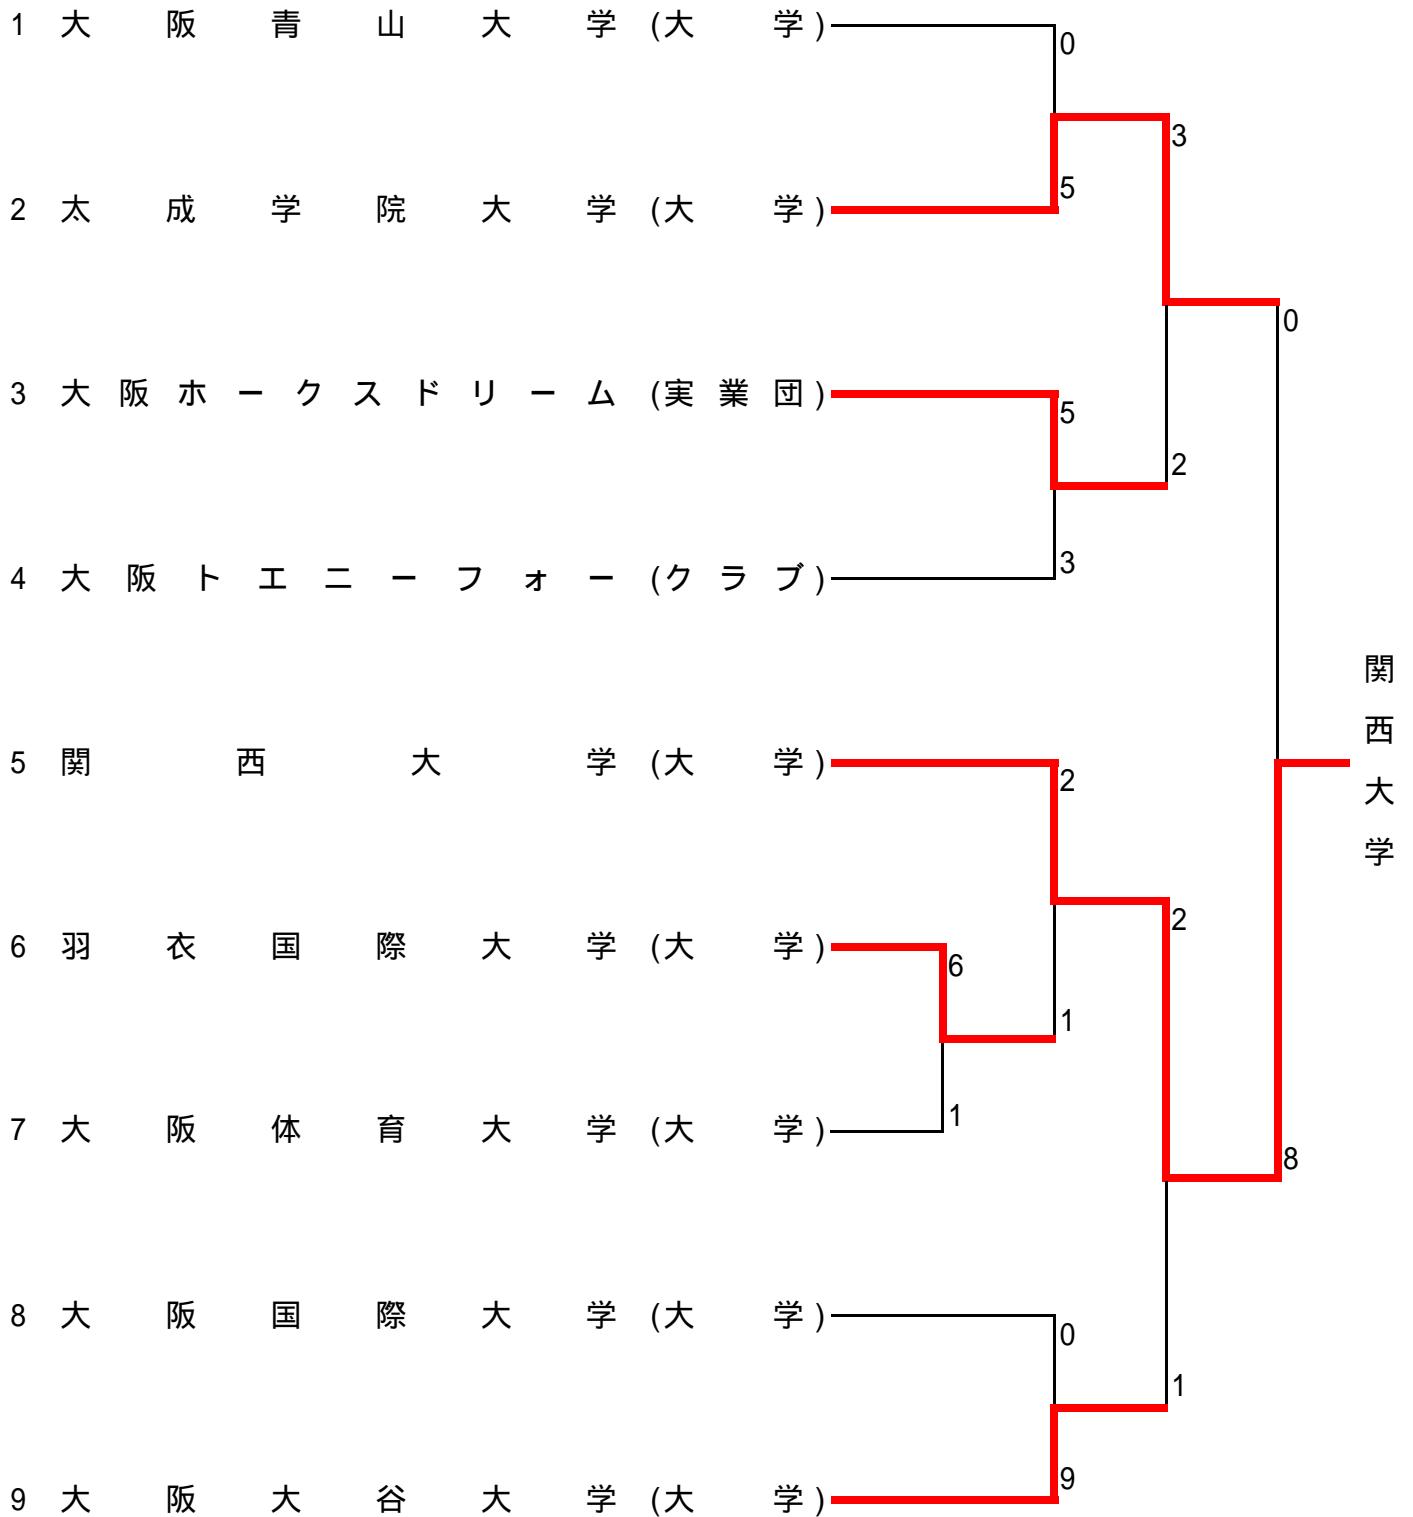 1 大阪青山大学 (大学)
0
3
2 太成学院大学 (大学)
5
0
3 大阪ホークスドリーム (実業団)
5
2
4 大阪トエニーフォー (クラブ)
3
関西大学
5 関西大学 (大学)
2
2
6 羽衣国際大学 (大学)
6
1
7 大阪体育大学 (大学)
1
8
8 大阪国際大学 (大学)
0
1
9 大阪大谷大学 (大学)
9